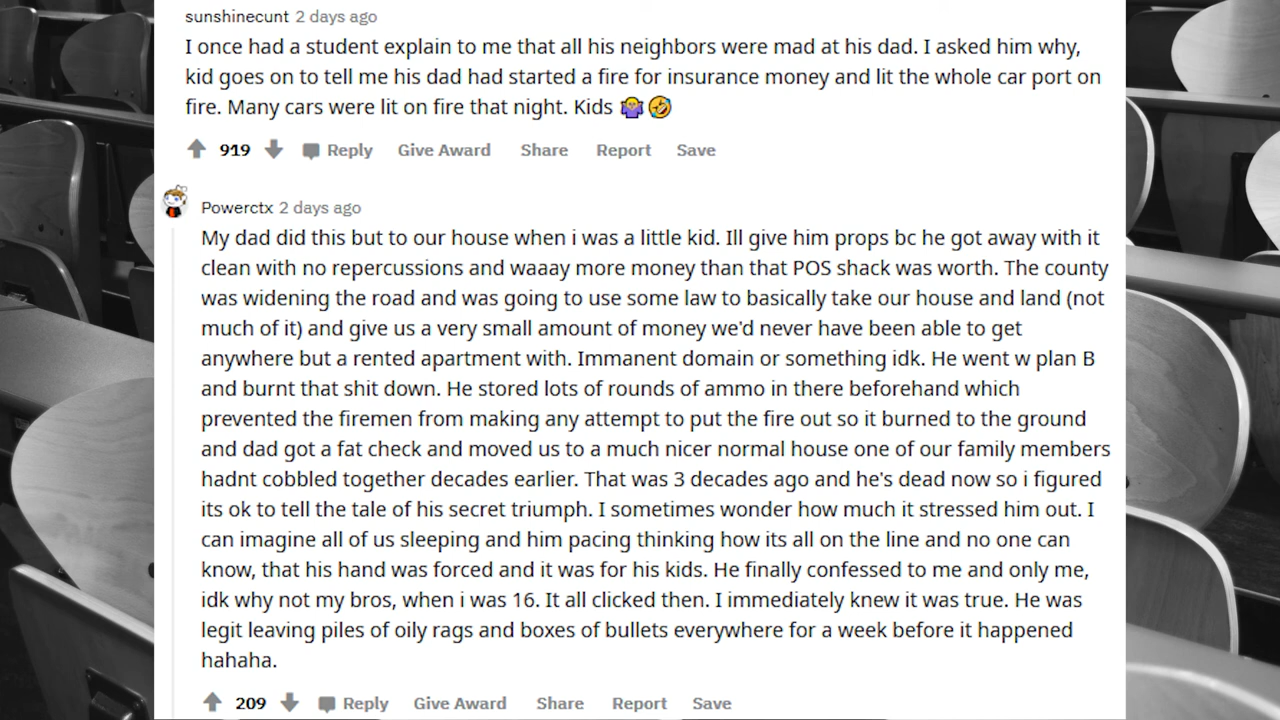 sunshinecunt 2 days ago
I once had a student explain to me that all his neighbors were mad at his dad. I asked him why,
kid goes on to tell me his dad had started a fire for insurance money and lit the whole car port on
fire. Many cars were lit on fire that night. Kids 🤷‍♀️🤣
919 Reply Give Award Share Report Save
Powerctx 2 days ago
My dad did this but to our house when i was a little kid. Ill give him props bc he got away with it
clean with no repercussions and waaay more money than that POS shack was worth. The county
was widening the road and was going to use some law to basically take our house and land (not
much of it) and give us a very small amount of money we'd never have been able to get
anywhere but a rented apartment with. Immanent domain or something idk. He went w plan B
and burnt that shit down. He stored lots of rounds of ammo in there beforehand which
prevented the firemen from making any attempt to put the fire out so it burned to the ground
and dad got a fat check and moved us to a much nicer normal house one of our family members
hadnt cobbled together decades earlier. That was 3 decades ago and he's dead now so i figured
its ok to tell the tale of his secret triumph. I sometimes wonder how much it stressed him out. I
can imagine all of us sleeping and him pacing thinking how its all on the line and no one can
know, that his hand was forced and it was for his kids. He finally confessed to me and only me,
idk why not my bros, when i was 16. It all clicked then. I immediately knew it was true. He was
legit leaving piles of oily rags and boxes of bullets everywhere for a week before it happened
hahaha.
209 Reply Give Award Share Report Save